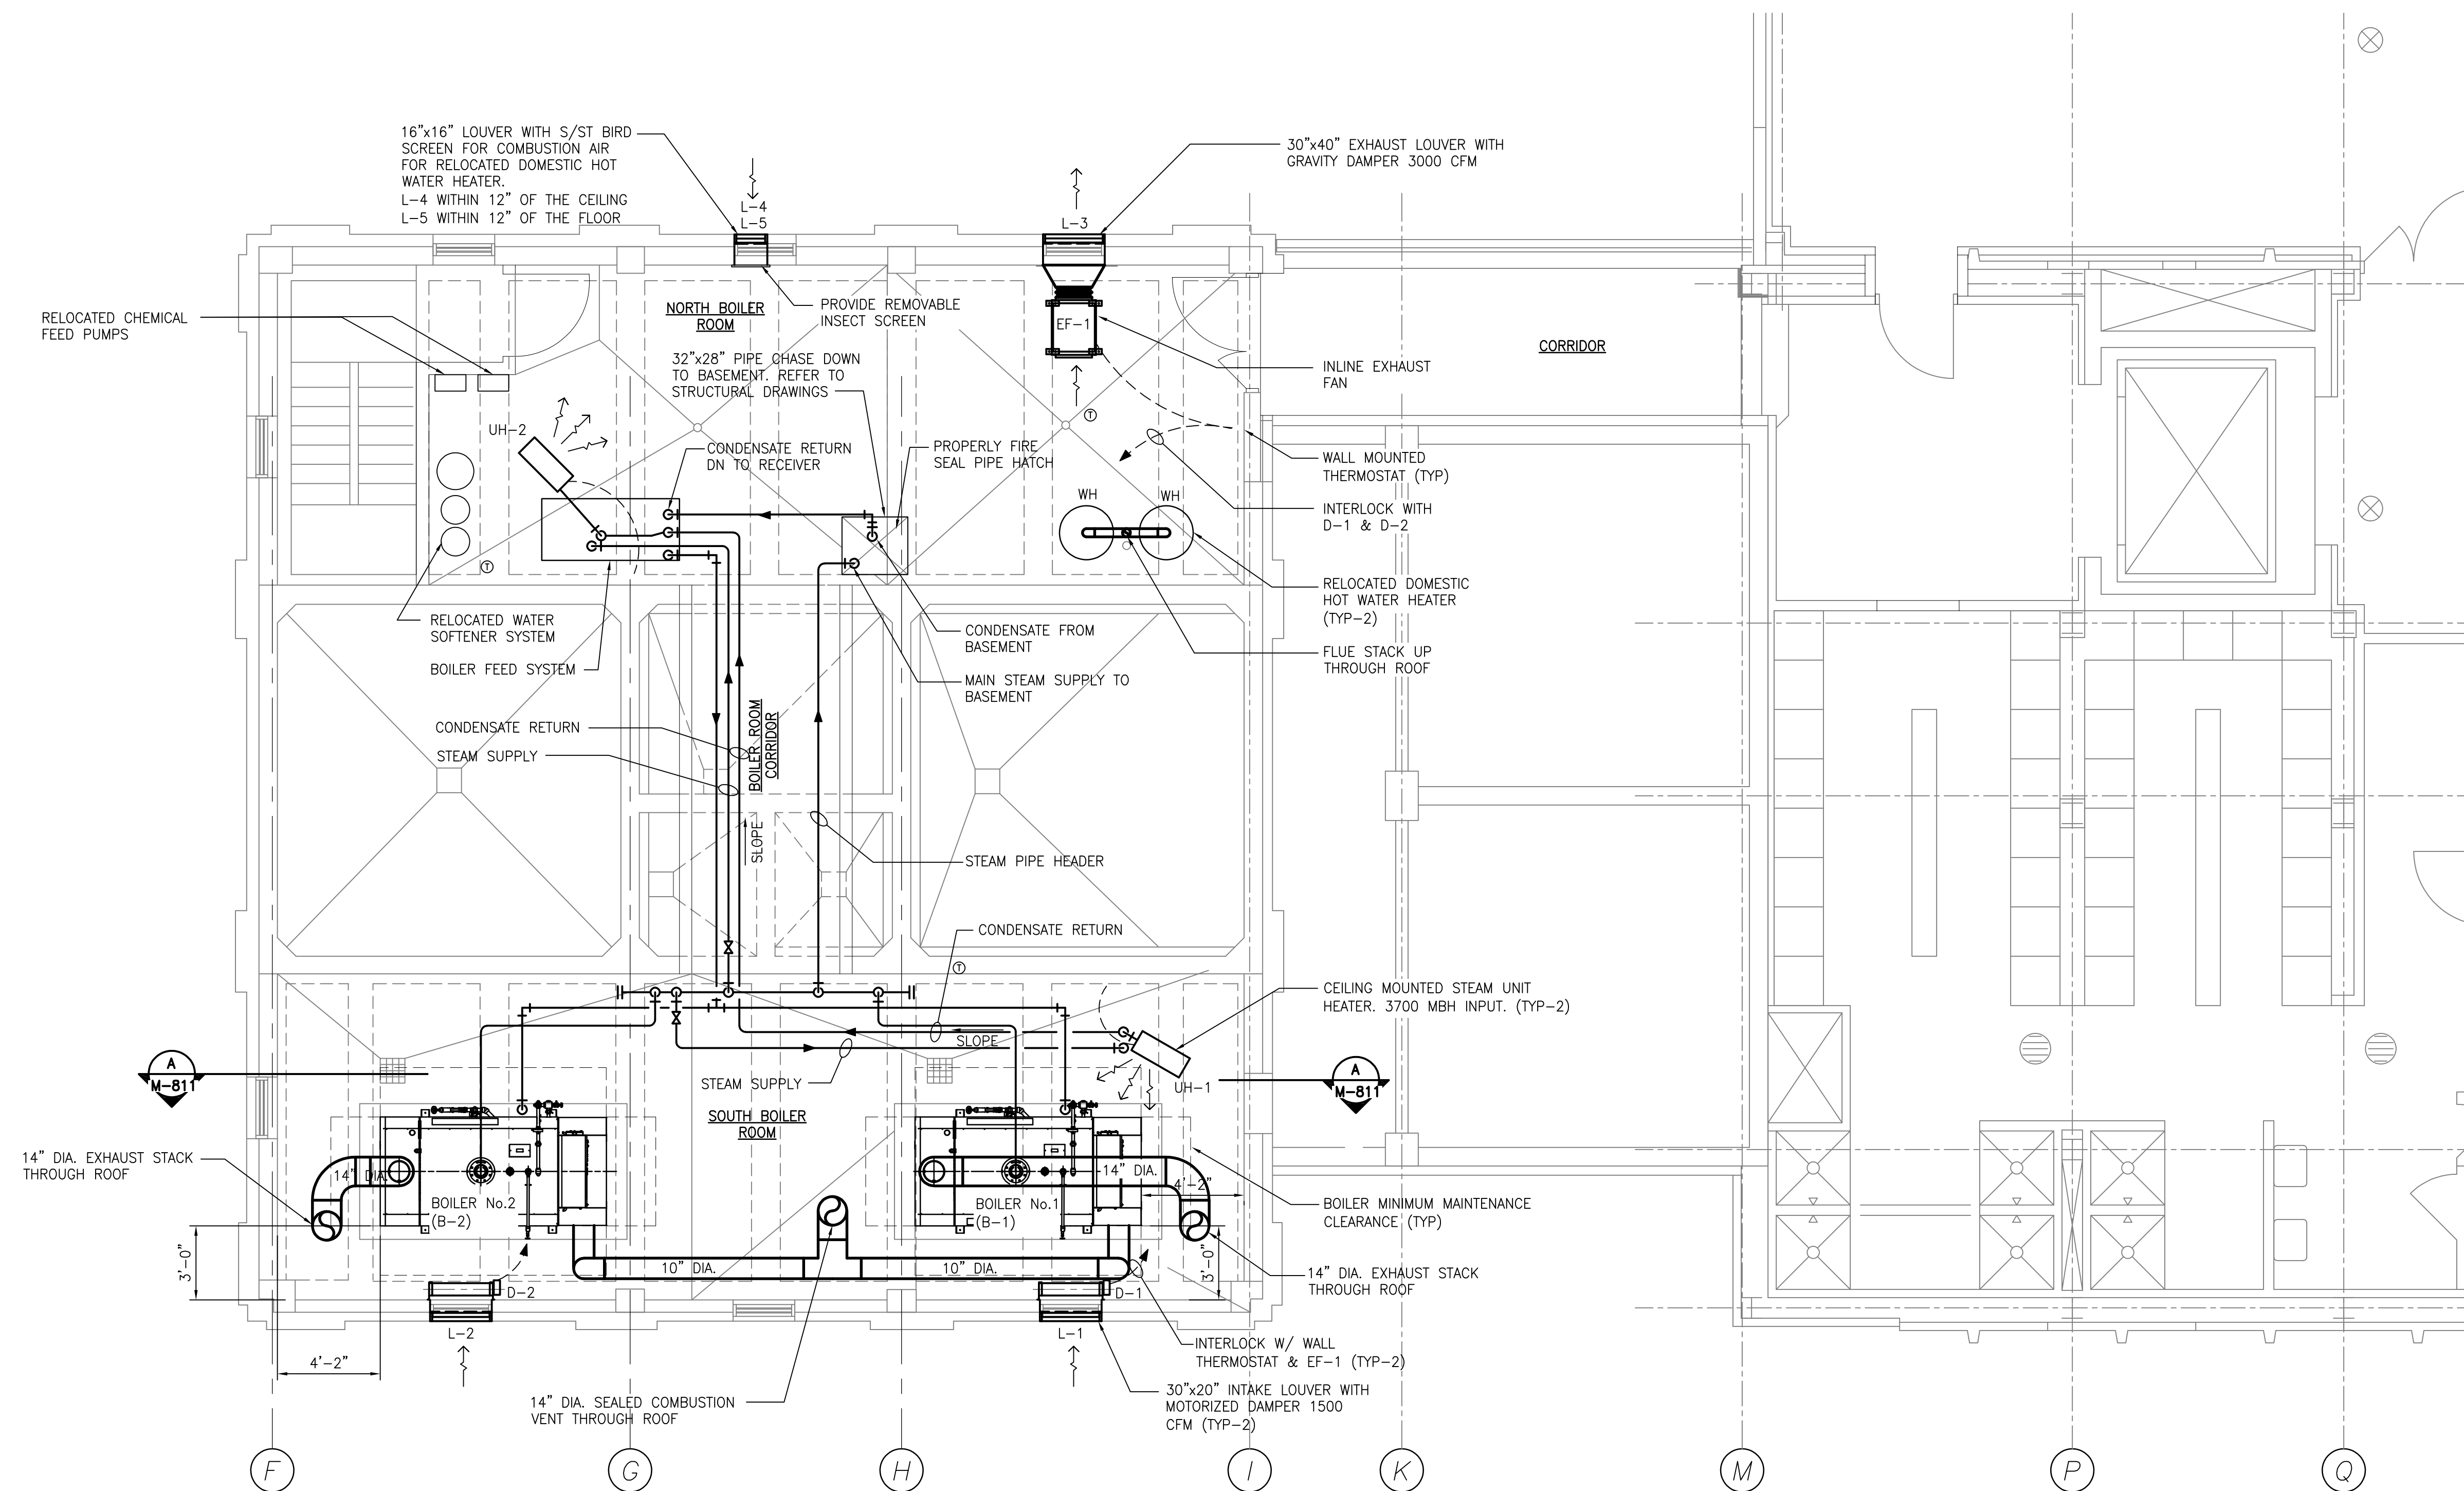 16"x16" LOUVER WITH S/ST BIRD
SCREEN FOR COMBUSTION AIR
FOR RELOCATED DOMESTIC HOT
WATER HEATER.
L-4 WITHIN 12" OF THE CEILING
L-5 WITHIN 12" OF THE FLOOR
L-4
L-5
L-3
30"x40" EXHAUST LOUVER WITH
GRAVITY DAMPER 3000 CFM
RELOCATED CHEMICAL
FEED PUMPS
NORTH BOILER
ROOM
PROVIDE REMOVABLE
INSECT SCREEN
EF-1
CORRIDOR
32"x28" PIPE CHASE DOWN
TO BASEMENT. REFER TO
STRUCTURAL DRAWINGS
INLINE EXHAUST
FAN
T
UH-2
CONDENSATE RETURN
DN TO RECEIVER
PROPERLY FIRE
SEAL PIPE HATCH
WALL MOUNTED
THERMOSTAT (TYP)
WH
WH
INTERLOCK WITH
D-1 & D-2
T
RELOCATED DOMESTIC
HOT WATER HEATER
(TYP-2)
RELOCATED WATER
SOFTENER SYSTEM
CONDENSATE FROM
BASEMENT
FLUE STACK UP
THROUGH ROOF
BOILER FEED SYSTEM
MAIN STEAM SUPPLY TO
BASEMENT
BOILER ROOM
CORRIDOR
CONDENSATE RETURN
STEAM SUPPLY
SLOPE
STEAM PIPE HEADER
CONDENSATE RETURN
T
CEILING MOUNTED STEAM UNIT
HEATER. 3700 MBH INPUT. (TYP-2)
SLOPE
A
M-811
STEAM SUPPLY
UH-1
A
M-811
SOUTH BOILER
ROOM
14" DIA. EXHAUST STACK
THROUGH ROOF
14" DIA.
14" DIA.
4'-2"
BOILER No.2
(B-2)
BOILER No.1
(B-1)
BOILER MINIMUM MAINTENANCE
CLEARANCE (TYP)
3'-0"
10" DIA.
10" DIA.
3'-0"
14" DIA. EXHAUST STACK
THROUGH ROOF
D-2
D-1
L-2
L-1
INTERLOCK W/ WALL
THERMOSTAT & EF-1 (TYP-2)
4'-2"
14" DIA. SEALED COMBUSTION
VENT THROUGH ROOF
30"x20" INTAKE LOUVER WITH
MOTORIZED DAMPER 1500
CFM (TYP-2)
F
G
H
I
K
M
P
Q